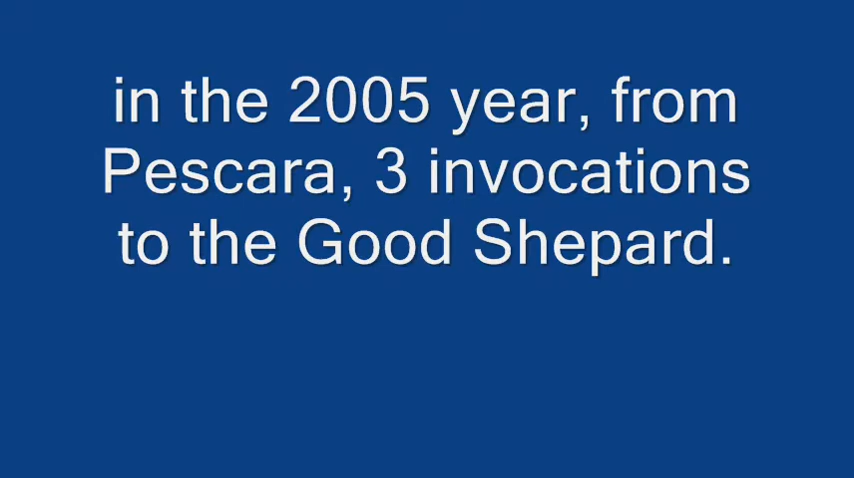 in the 2005 year, from
Pescara, 3 invocations
to the Good Shepard.